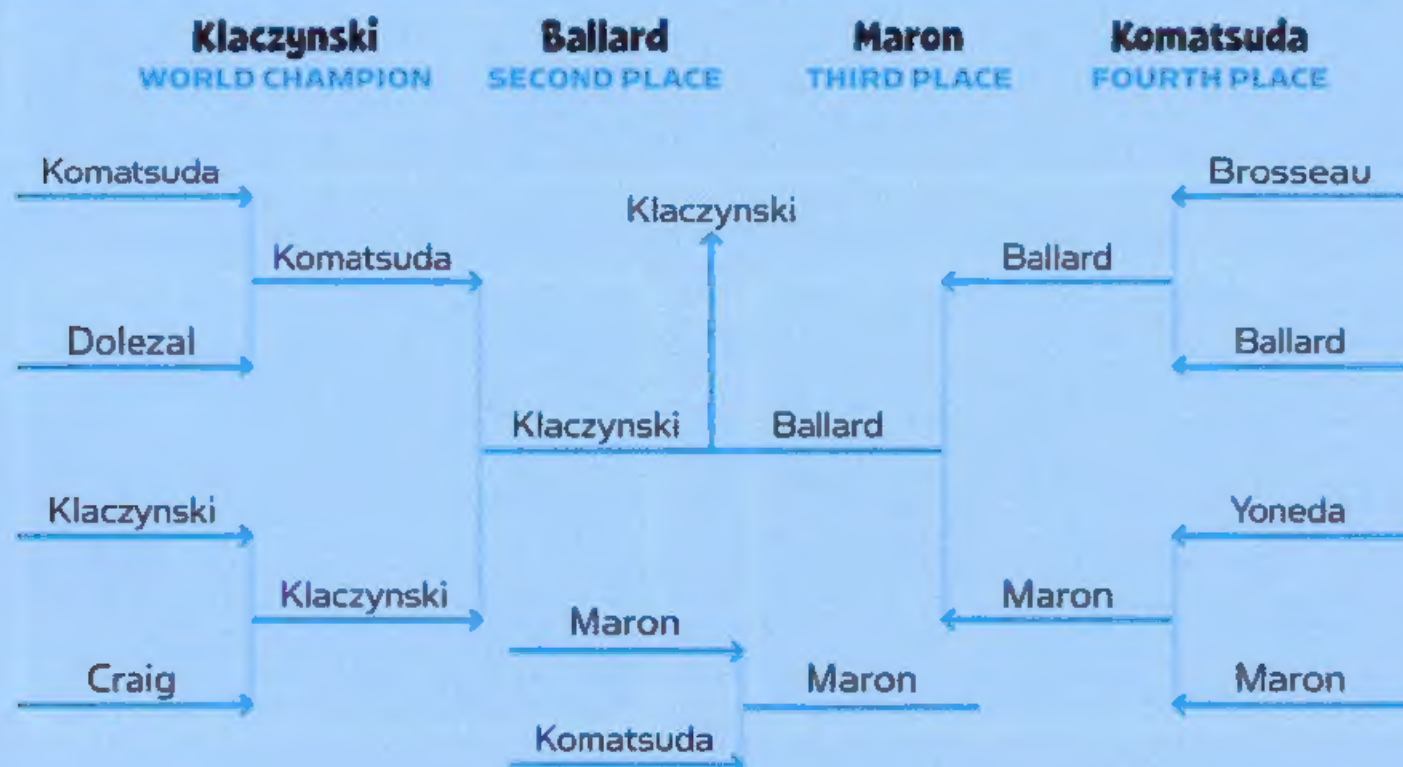 Klaczynski Ballard Maron Komatsuda
WORLD CHAMPION SECOND PLACE THIRD PLACE FOURTH PLACE
Komatsuda
Brosseau
Klaczynski
Komatsuda
Ballard
Dolezal
Ballard
Klaczynski
Ballard
Klaczynski
Yoneda
Klaczynski
Maron
Maron
Craig
Maron
Maron
Komatsuda